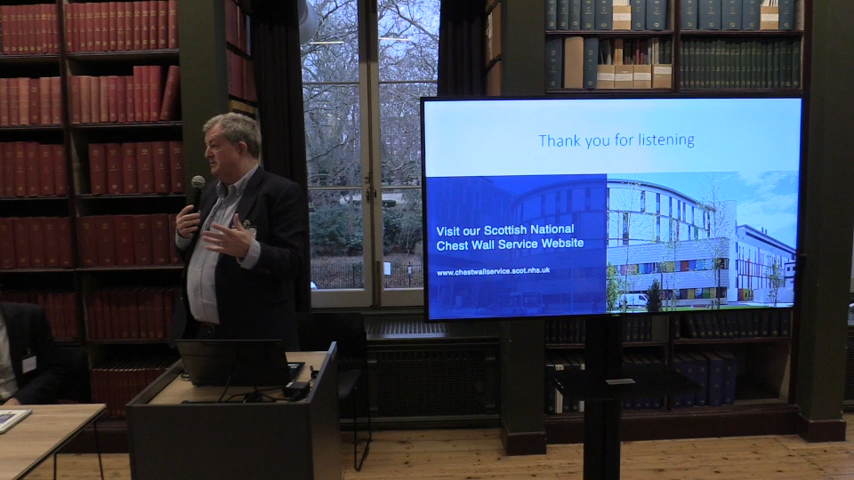 Thank you for listening
Visit our Scottish National
Chest Wall Service Website
www.chestwallservice.scot.nhs.uk